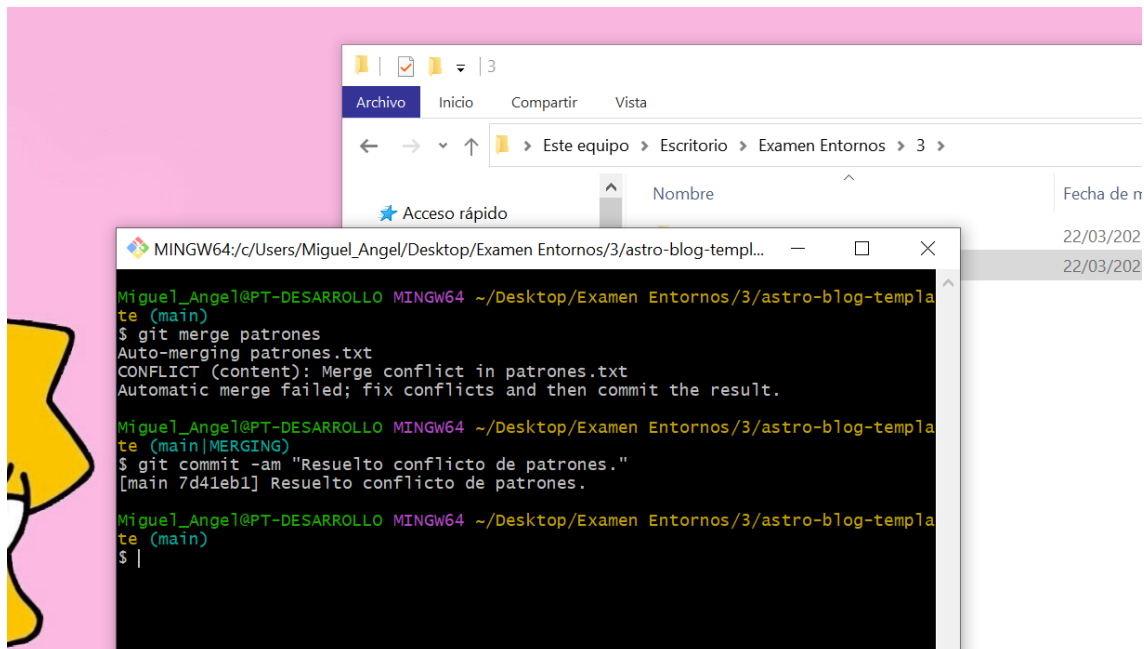 3
Archivo Inicio Compartir Vista
Este equipo > Escritorio > Examen Entornos > 3 >
Nombre
Fecha de m
Acceso rápido
22/03/202
22/03/202
MINGW64:/c/Users/Miguel_Angel/Desktop/Examen Entornos/3/astro-blog-templ...
Miguel_Angel@PT-DESARROLLO MINGW64 ~/Desktop/Examen Entornos/3/astro-blog-templa
te (main)
$ git merge patrones
Auto-merging patrones.txt
CONFLICT (content): Merge conflict in patrones.txt
Automatic merge failed; fix conflicts and then commit the result.
Miguel_Angel@PT-DESARROLLO MINGW64 ~/Desktop/Examen Entornos/3/astro-blog-templa
te (main|MERGING)
$ git commit -am "Resuelto conflicto de patrones."
[main 7d41eb1] Resuelto conflicto de patrones.
Miguel_Angel@PT-DESARROLLO MINGW64 ~/Desktop/Examen Entornos/3/astro-blog-templa
te (main)
$